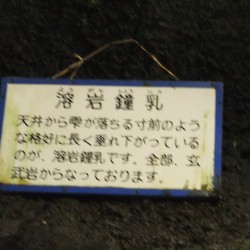 溶岩鐘乳
天井から雫が落ちる寸前のよう
な格好に長く垂れ下がっている
のが、溶岩鐘乳です。全部、玄
武岩からなっております。